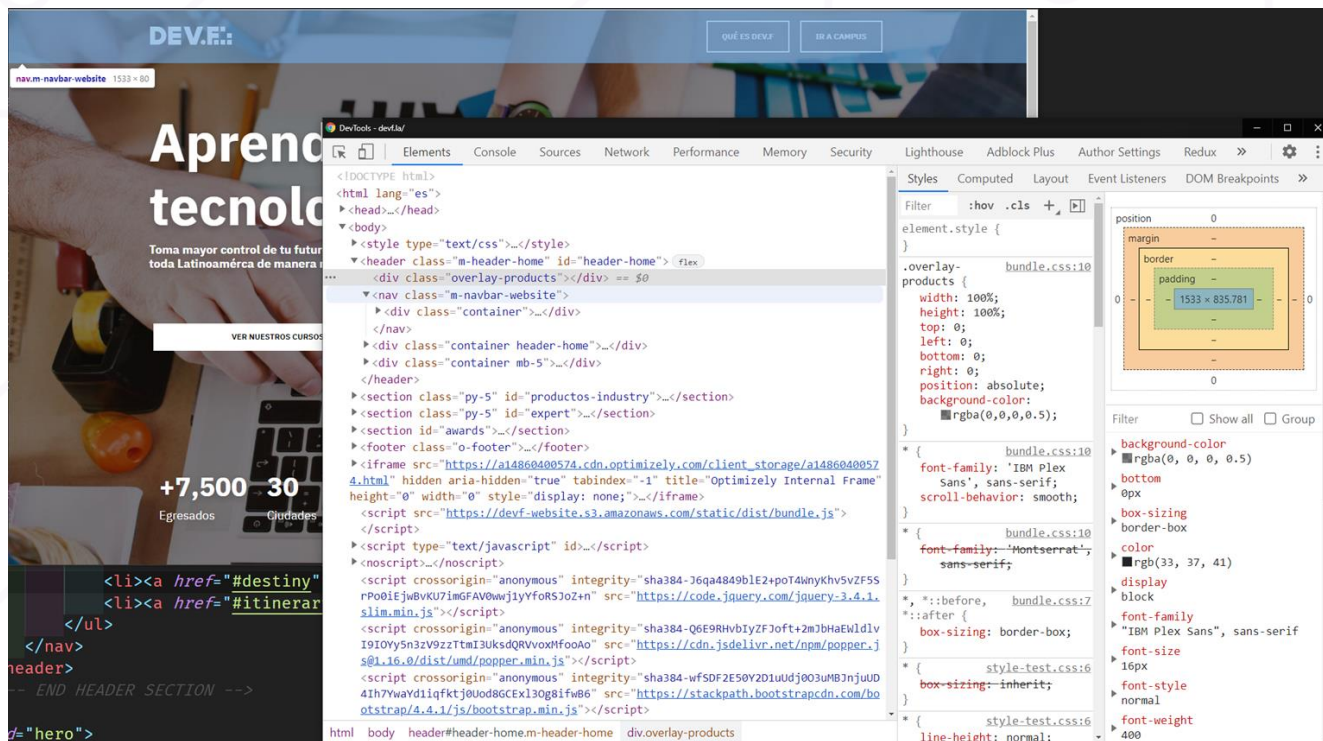 DEV.F.:
QUÉ ES DEV.F
IR A CAMPUS
nav.m-navbar-website 1533 × 80
Aprend
tecnolo
Toma mayor control de tu futur
toda Latinoamérca de manera
VER NUESTROS CURSOS
+7,500 30
Egresados Ciudades
<li><a href="#destiny"
<li><a href="#itinerar
</ul>
</nav>
header>
-- END HEADER SECTION -->
d="hero">
DevTools - devf.la/
Elements Console Sources Network Performance Memory Security Lighthouse Adblock Plus Author Settings Redux »
<!DOCTYPE html>
<html lang="es">
<head>…</head>
<body>
<style type="text/css">…</style>
<header class="m-header-home" id="header-home"> flex
<div class="overlay-products"></div> == $0
<nav class="m-navbar-website">
<div class="container">…</div>
</nav>
<div class="container header-home">…</div>
<div class="container mb-5">…</div>
</header>
<section class="py-5" id="productos-industry">…</section>
<section class="py-5" id="expert">…</section>
<section id="awards">…</section>
<footer class="o-footer">…</footer>
<iframe src="https://a14860400574.cdn.optimizely.com/client_storage/a1486040057
4.html" hidden aria-hidden="true" tabindex="-1" title="Optimizely Internal Frame"
height="0" width="0" style="display: none;">…</iframe>
<script src="https://devf-website.s3.amazonaws.com/static/dist/bundle.js">
</script>
<script type="text/javascript" id>…</script>
<noscript>…</noscript>
<script crossorigin="anonymous" integrity="sha384-J6qa4849blE2+poT4WnyKhv5vZF5S
rPo0iEjwBvKU7imGFAV0wwj1yYfoRSJoZ+n" src="https://code.jquery.com/jquery-3.4.1.
slim.min.js"></script>
<script crossorigin="anonymous" integrity="sha384-Q6E9RHvbIyZFJoft+2mJbHaEWldlv
I9IOYy5n3zV9zzTtmI3UksdQRVvoxMfooAo" src="https://cdn.jsdelivr.net/npm/popper.j
s@1.16.0/dist/umd/popper.min.js"></script>
<script crossorigin="anonymous" integrity="sha384-wfSDF2E50Y2D1uUdj0O3uMBJnjuUD
4Ih7YwaYd1iqfktj0Uod8GCExl3Og8ifwB6" src="https://stackpath.bootstrapcdn.com/bo
otstrap/4.4.1/js/bootstrap.min.js"></script>
html body header#header-home.m-header-home div.overlay-products
Styles Computed Layout Event Listeners DOM Breakpoints »
Filter :hov .cls +
element.style {
}
.overlay- bundle.css:10
products {
width: 100%;
height: 100%;
top: 0;
left: 0;
bottom: 0;
right: 0;
position: absolute;
background-color:
rgba(0,0,0,0.5);
}
* { bundle.css:10
font-family: 'IBM Plex
Sans', sans-serif;
scroll-behavior: smooth;
}
* { bundle.css:10
font-family: 'Montserrat',
sans-serif;
}
*, *::before, bundle.css:7
*::after {
box-sizing: border-box;
}
* { style-test.css:6
box-sizing: inherit;
}
* { style-test.css:6
line-height: normal;
position 0
margin -
border -
padding -
0 - - - 1533 × 835.781 - - - 0
-
-
-
0
Filter Show all Group
background-color
rgba(0, 0, 0, 0.5)
bottom
0px
box-sizing
border-box
color
rgb(33, 37, 41)
display
block
font-family
"IBM Plex Sans", sans-serif
font-size
16px
font-style
normal
font-weight
400